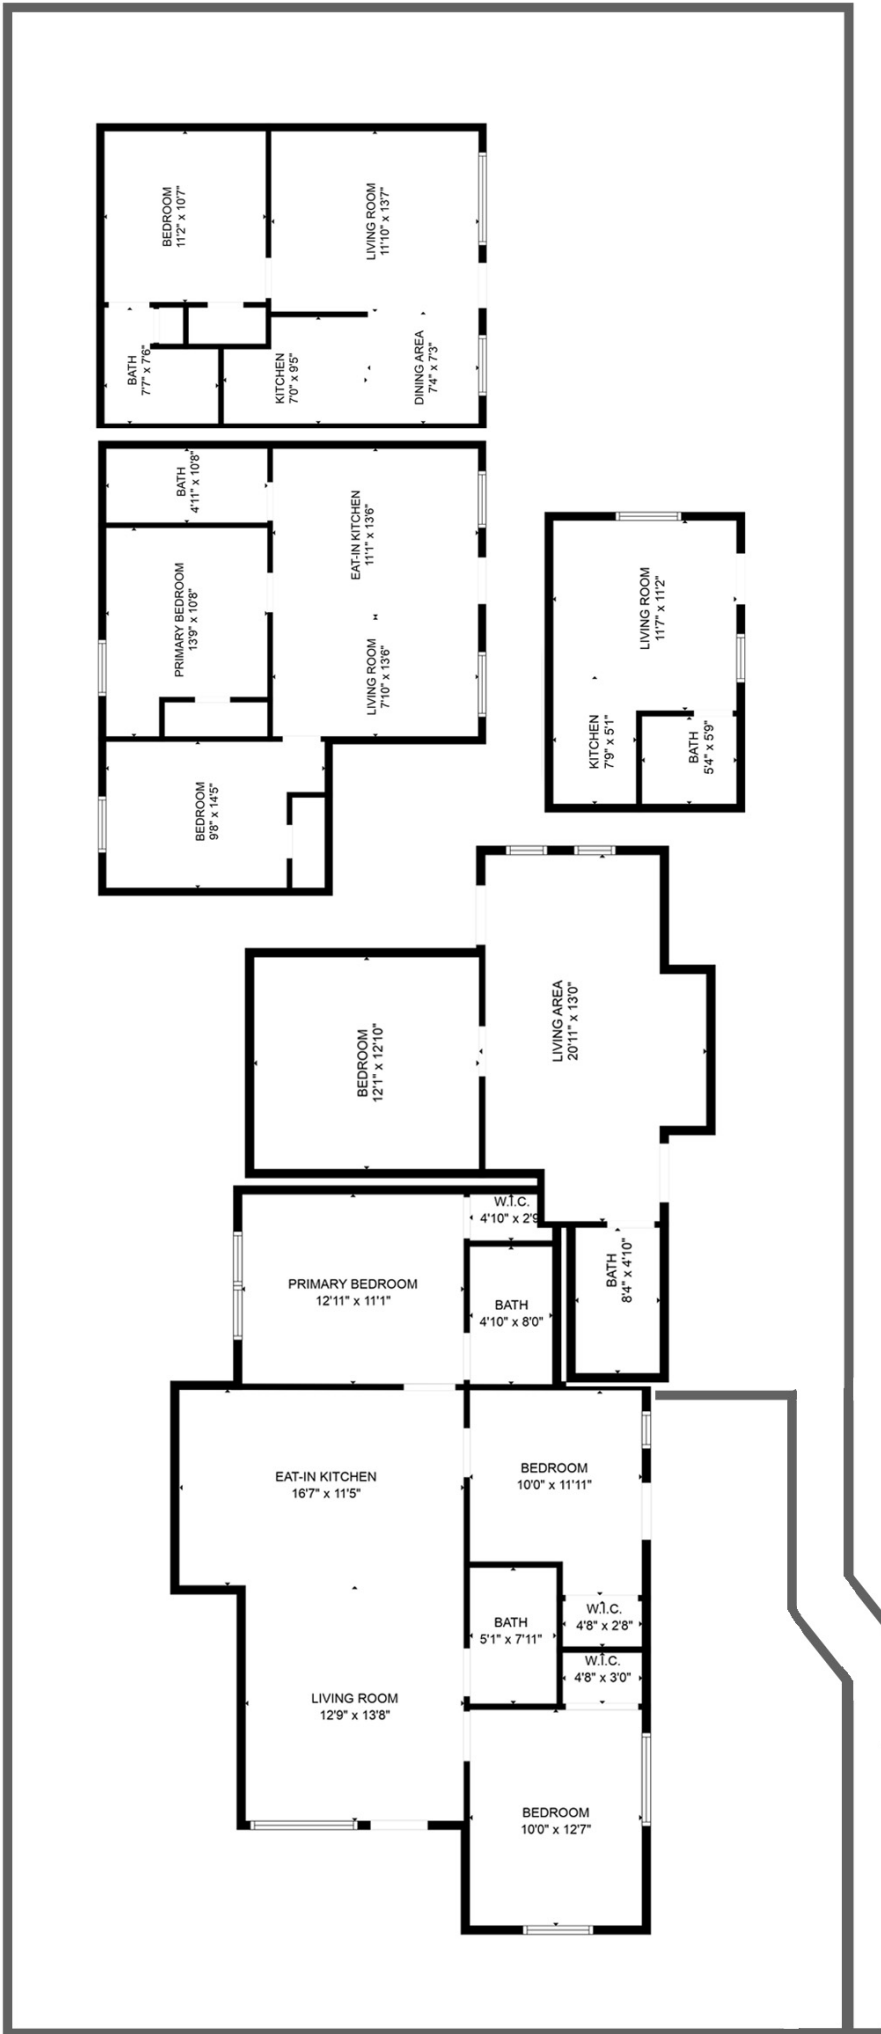 BEDROOM
11'2" x 10'7"
LIVING ROOM
11'10" x 13'7"
BATH
7'7" x 7'6"
KITCHEN
7'0" x 9'5"
DINING AREA
7'4" x 7'3"
BATH
4'11" x 10'8"
EAT-IN KITCHEN
11'1" x 13'6"
PRIMARY BEDROOM
13'9" x 10'8"
LIVING ROOM
7'10" x 13'6"
BEDROOM
9'8" x 14'5"
LIVING ROOM
11'7" x 11'2"
KITCHEN
7'9" x 5'1"
BATH
5'4" x 5'9"
LIVING AREA
20'11" x 13'0"
BEDROOM
12'1" x 12'10"
W.I.C.
4'10" x 2'9
BATH
8'4" x 4'10"
PRIMARY BEDROOM
12'11" x 11'1"
BATH
4'10" x 8'0"
EAT-IN KITCHEN
16'7" x 11'5"
BEDROOM
10'0" x 11'11"
BATH
5'1" x 7'11"
W.I.C.
4'8" x 2'8"
W.I.C.
4'8" x 3'0"
LIVING ROOM
12'9" x 13'8"
BEDROOM
10'0" x 12'7"